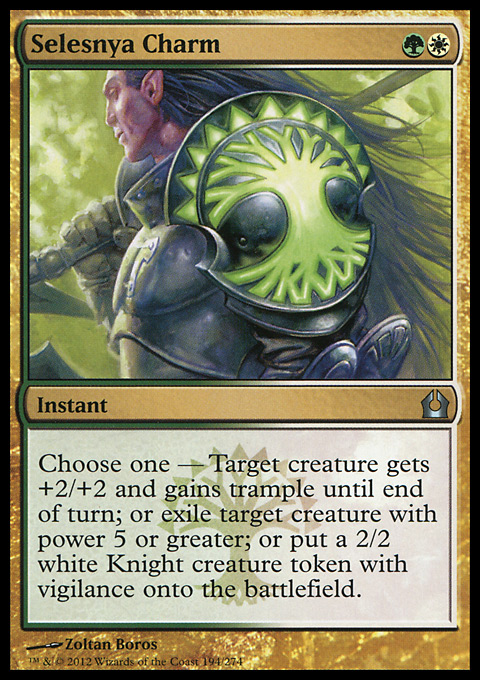 Selesnya Charm
Instant
Choose one — Target creature gets
+2/+2 and gains trample until end
of turn; or exile target creature with
power 5 or greater; or put a 2/2
white Knight creature token with
vigilance onto the battlefield.
Zoltan Boros
™ & © 2012 Wizards of the Coast 194/274